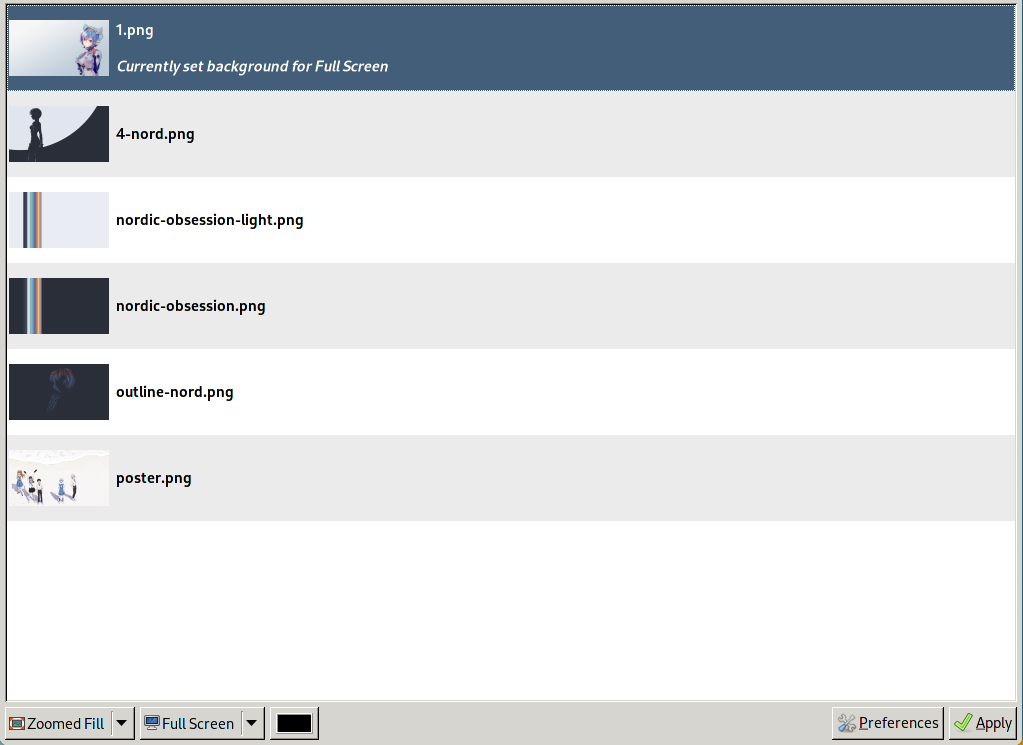 1.png
Currently set background for Full Screen
4-nord.png
nordic-obsession-light.png
nordic-obsession.png
outline-nord.png
poster.png
Zoomed Fill
Full Screen
Preferences
Apply